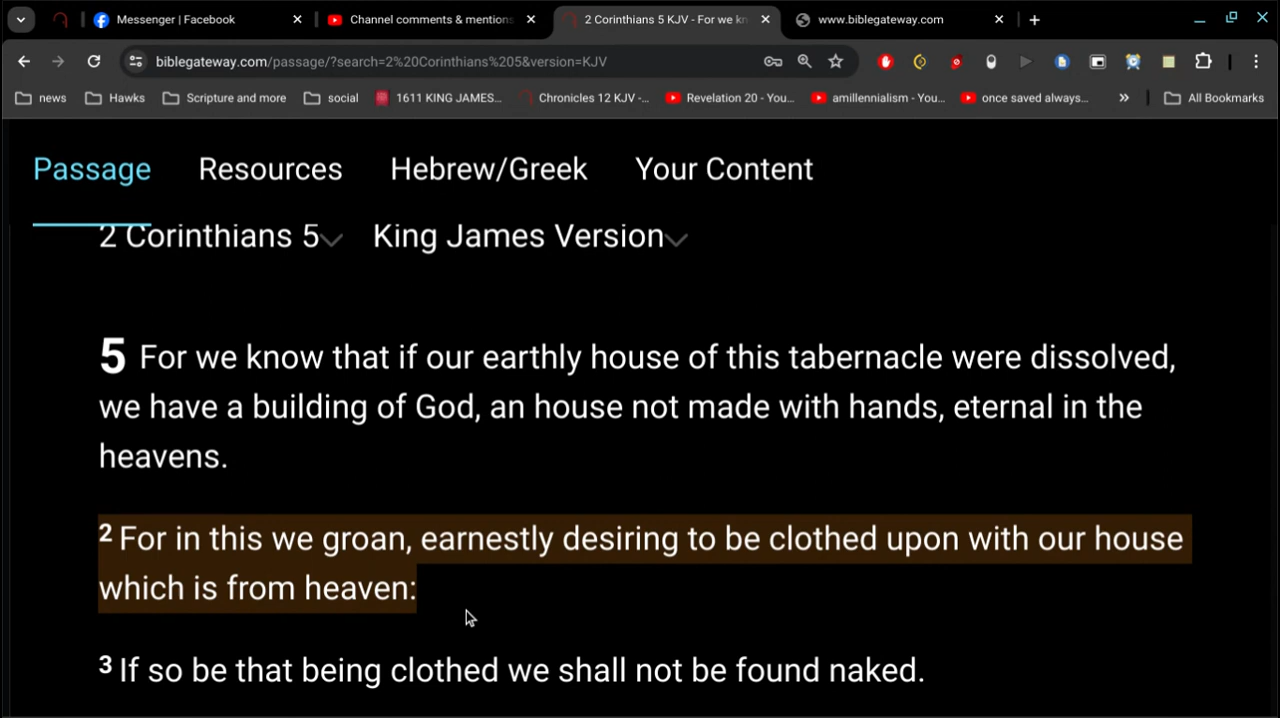 Messenger | Facebook
Channel comments & mentions
2 Corinthians 5 KJV - For we kn
www.biblegateway.com
biblegateway.com/passage/?search=2%20Corinthians%205&version=KJV
news
Hawks
Scripture and more
social
1611 KING JAMES...
Chronicles 12 KJV -...
Revelation 20 - You...
amillennialism - You...
once saved always...
All Bookmarks
Passage
Resources
Hebrew/Greek
Your Content
2 Corinthians 5
King James Version
5 For we know that if our earthly house of this tabernacle were dissolved,
we have a building of God, an house not made with hands, eternal in the
heavens.
2 For in this we groan, earnestly desiring to be clothed upon with our house
which is from heaven:
3 If so be that being clothed we shall not be found naked.